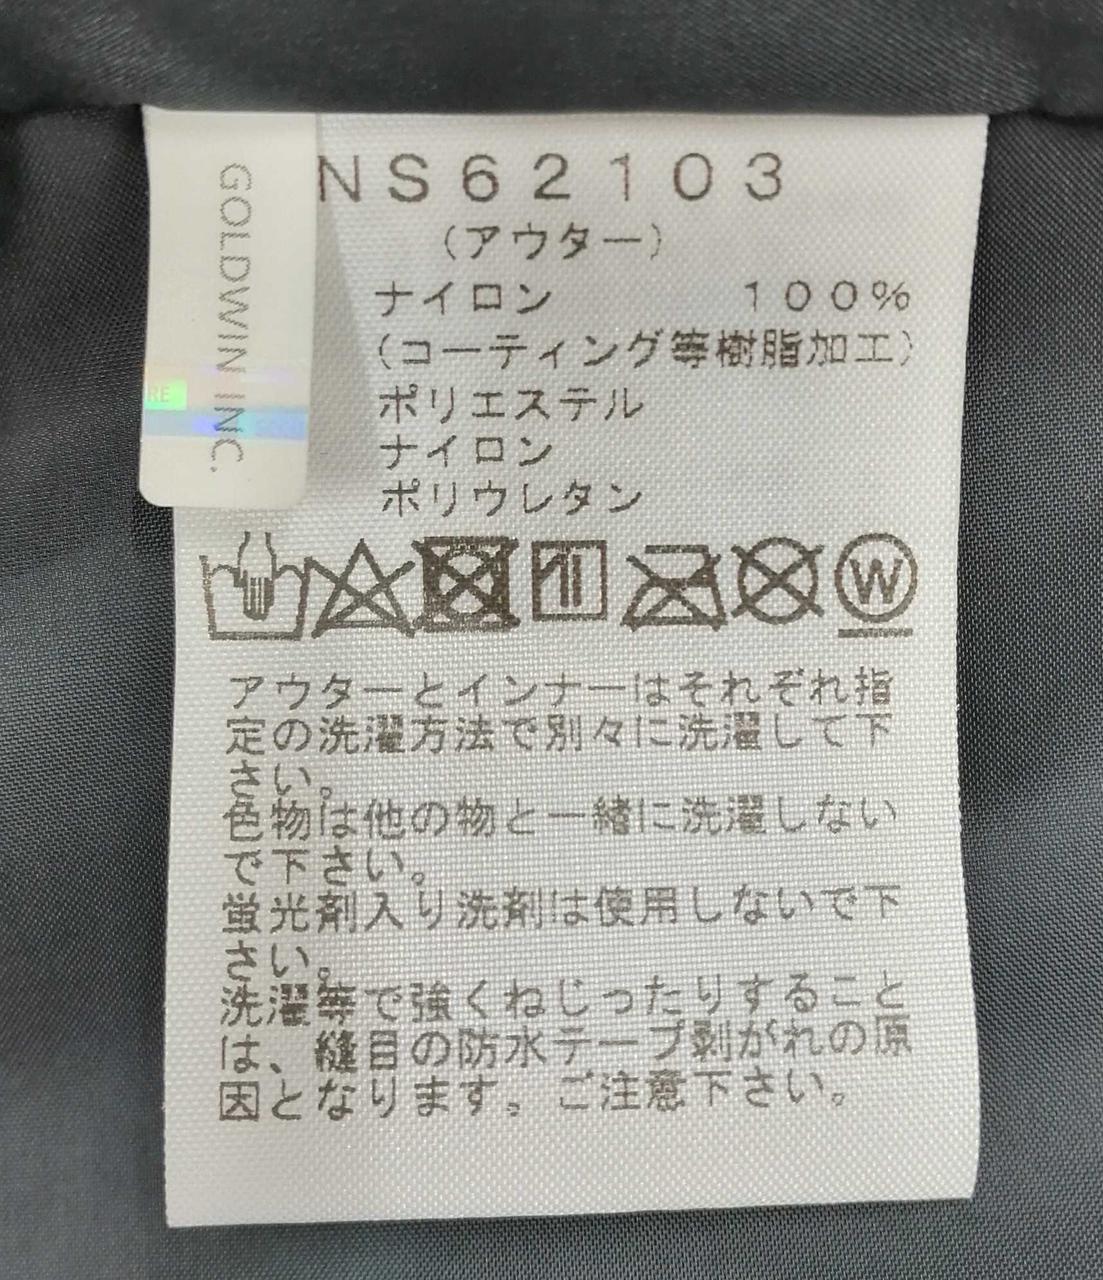 GOLDWIN INC.
RE
NS62103
(アウター)
ナイロン 100%
(コーティング等樹脂加工)
ポリエステル
ナイロン
ポリウレタン
W
アウターとインナーはそれぞれ指
定の洗濯方法で別々に洗濯して下
さい。
色物は他の物と一緒に洗濯しない
で下さい。
蛍光剤入り洗剤は使用しないで下
さい。
洗濯等で強くねじったりすること
は、縫目の防水テープ剥がれの原
因となります。ご注意下さい。